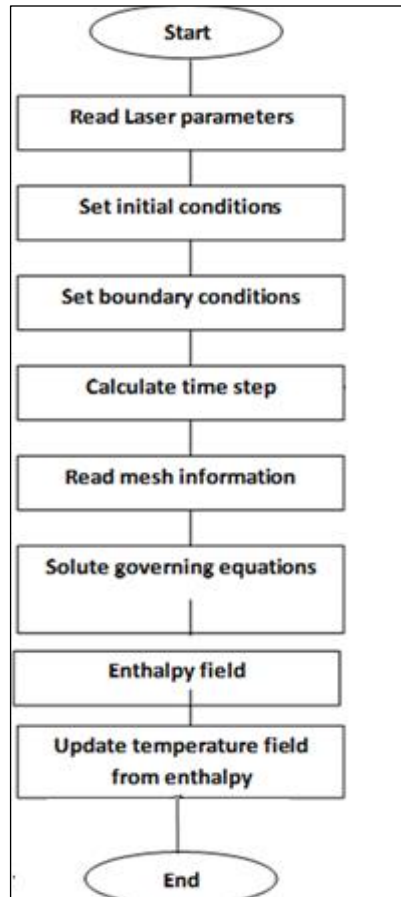 Start
Read Laser parameters
Set initial conditions
Set boundary conditions
Calculate time step
Read mesh information
Solute governing equations
Enthalpy field
Update temperature field
from enthalpy
End